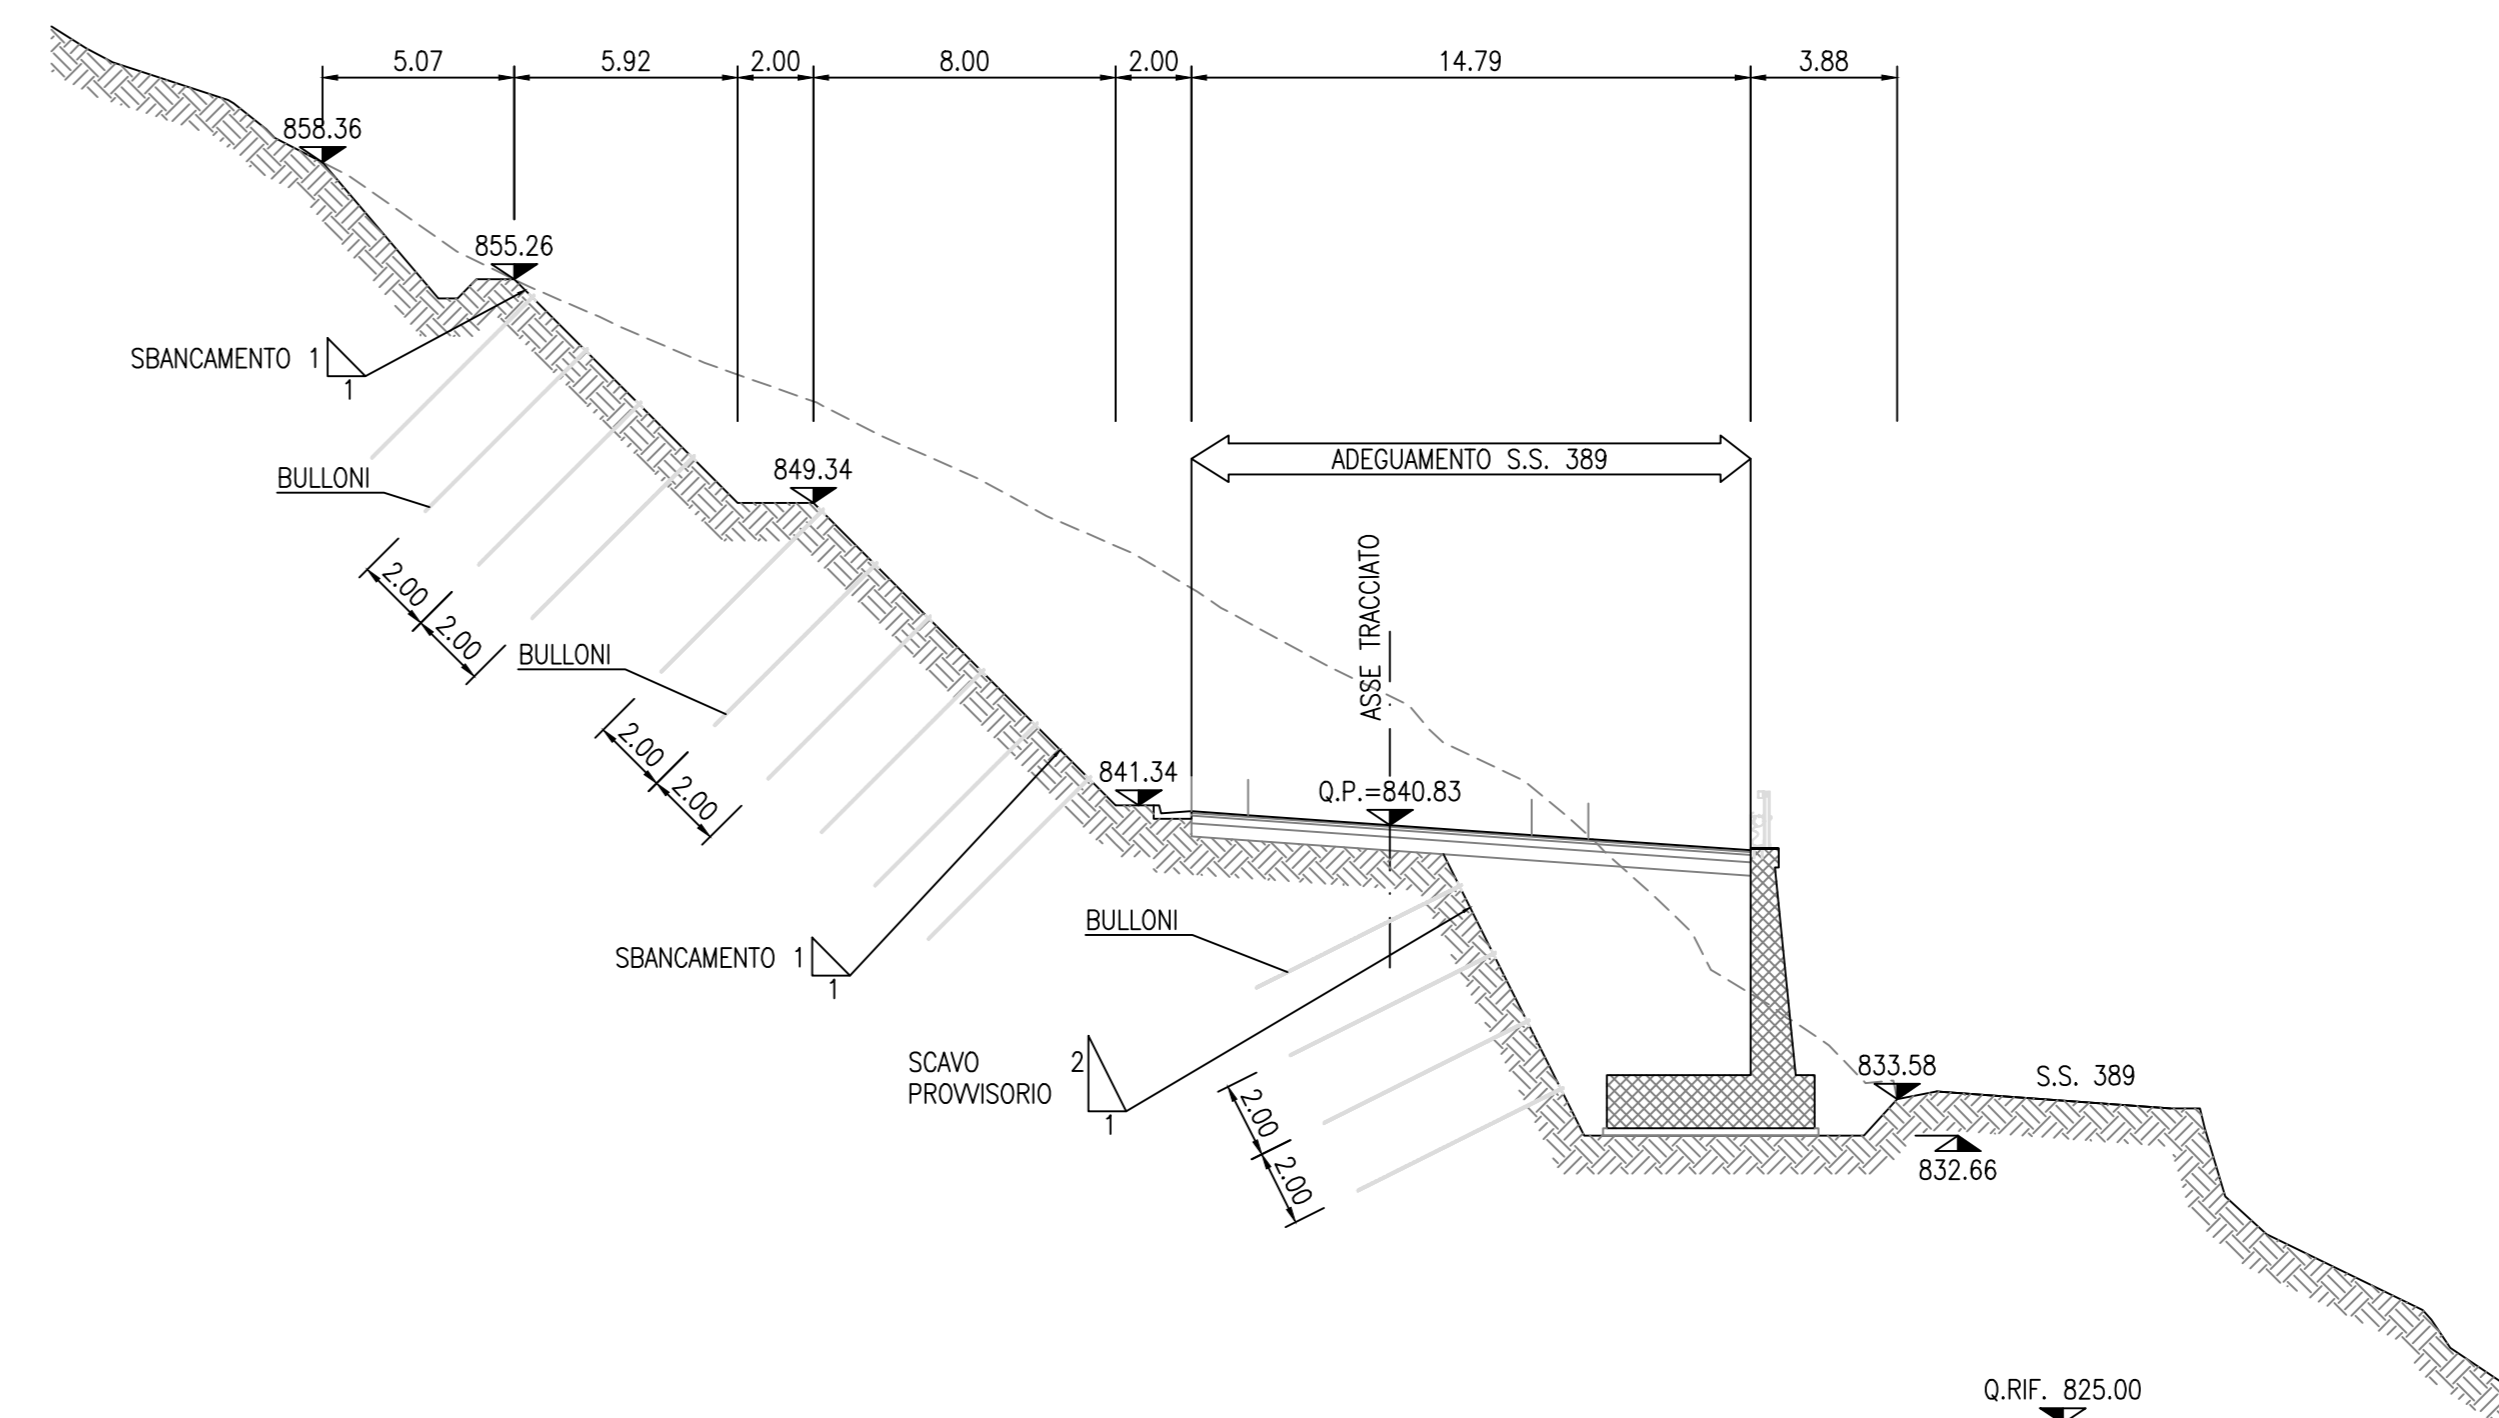 5.07 5.92 2.00 8.00 2.00 14.79 3.88
858.36
855.26
SBANCAMENTO 1
1
849.34
ADEGUAMENTO S.S. 389
BULLONI
ASSE TRACCIATO
2.00
2.00
BULLONI
2.00
2.00
841.34
Q.P.=840.83
BULLONI
SBANCAMENTO 1
1
SCAVO
PROVVISORIO
2
1
833.58
S.S. 389
2.00
2.00
832.66
Q.RIF. 825.00